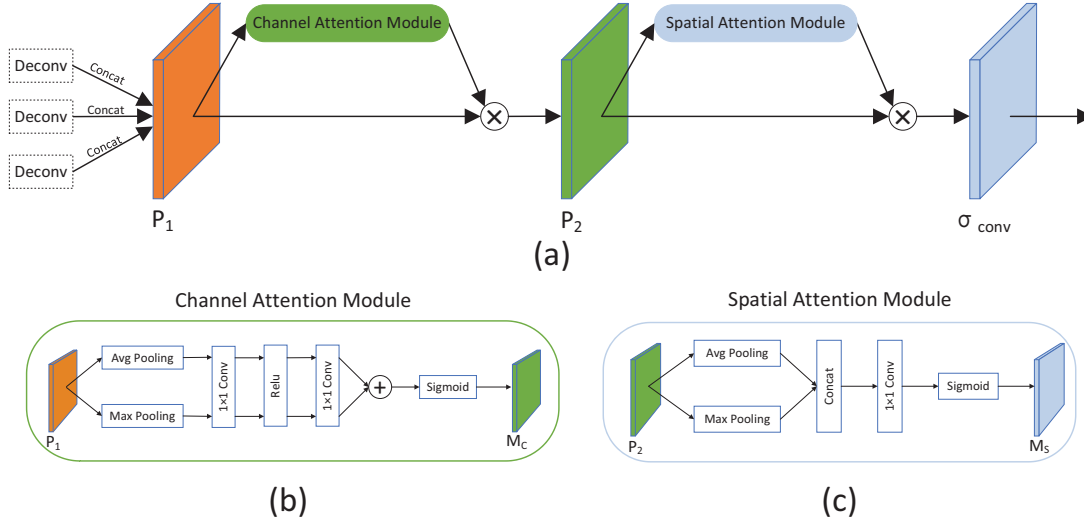 Channel Attention Module
Spatial Attention Module
Deconv
Concat
Deconv
Concat
Deconv
Concat
P1
P2
σ conv
(a)
Channel Attention Module
Avg Pooling
Max Pooling
1×1 Conv
Relu
1×1 Conv
Sigmoid
P1
MC
(b)
Spatial Attention Module
Avg Pooling
Max Pooling
Concat
1×1 Conv
Sigmoid
P2
MS
(c)